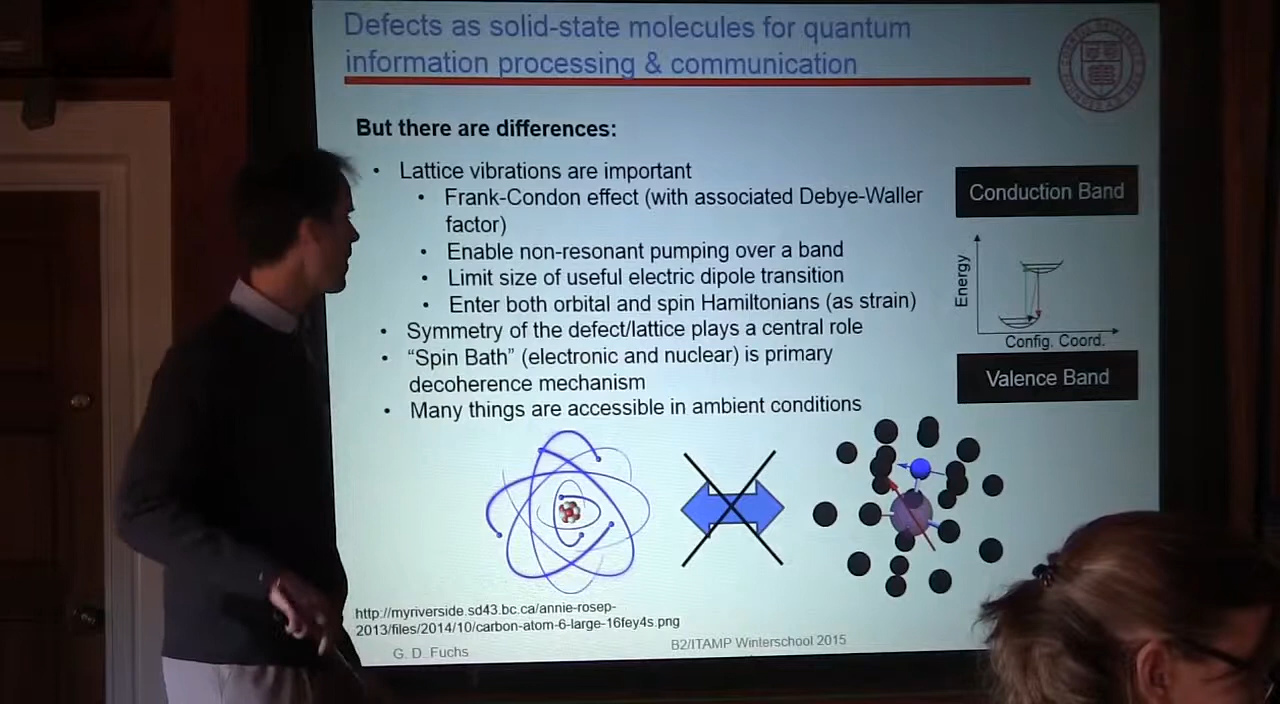 Defects as solid-state molecules for quantum
information processing & communication
But there are differences:
• Lattice vibrations are important
• Frank-Condon effect (with associated Debye-Waller
factor)
• Enable non-resonant pumping over a band
• Limit size of useful electric dipole transition
• Enter both orbital and spin Hamiltonians (as strain)
• Symmetry of the defect/lattice plays a central role
• “Spin Bath” (electronic and nuclear) is primary
decoherence mechanism
• Many things are accessible in ambient conditions
Conduction Band
Energy
Config. Coord.
Valence Band
http://myriverside.sd43.bc.ca/annie-rosep-
2013/files/2014/10/carbon-atom-6-large-16fey4s.png
G. D. Fuchs
B2/ITAMP Winterschool 2015